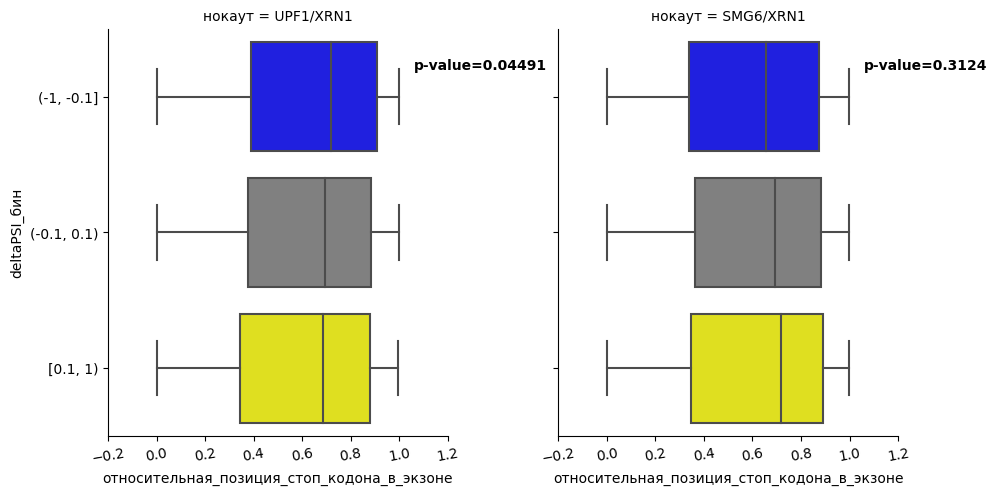 нокаут = UPF1/XRN1
нокаут = SMG6/XRN1
p-value=0.04491
p-value=0.3124
(-1, -0.1]
(-0.1, 0.1)
[0.1, 1)
deltaPSI_бин
−0.2 0.0 0.2 0.4 0.6 0.8 1.0 1.2
−0.2 0.0 0.2 0.4 0.6 0.8 1.0 1.2
относительная_позиция_стоп_кодона_в_экзоне
относительная_позиция_стоп_кодона_в_экзоне